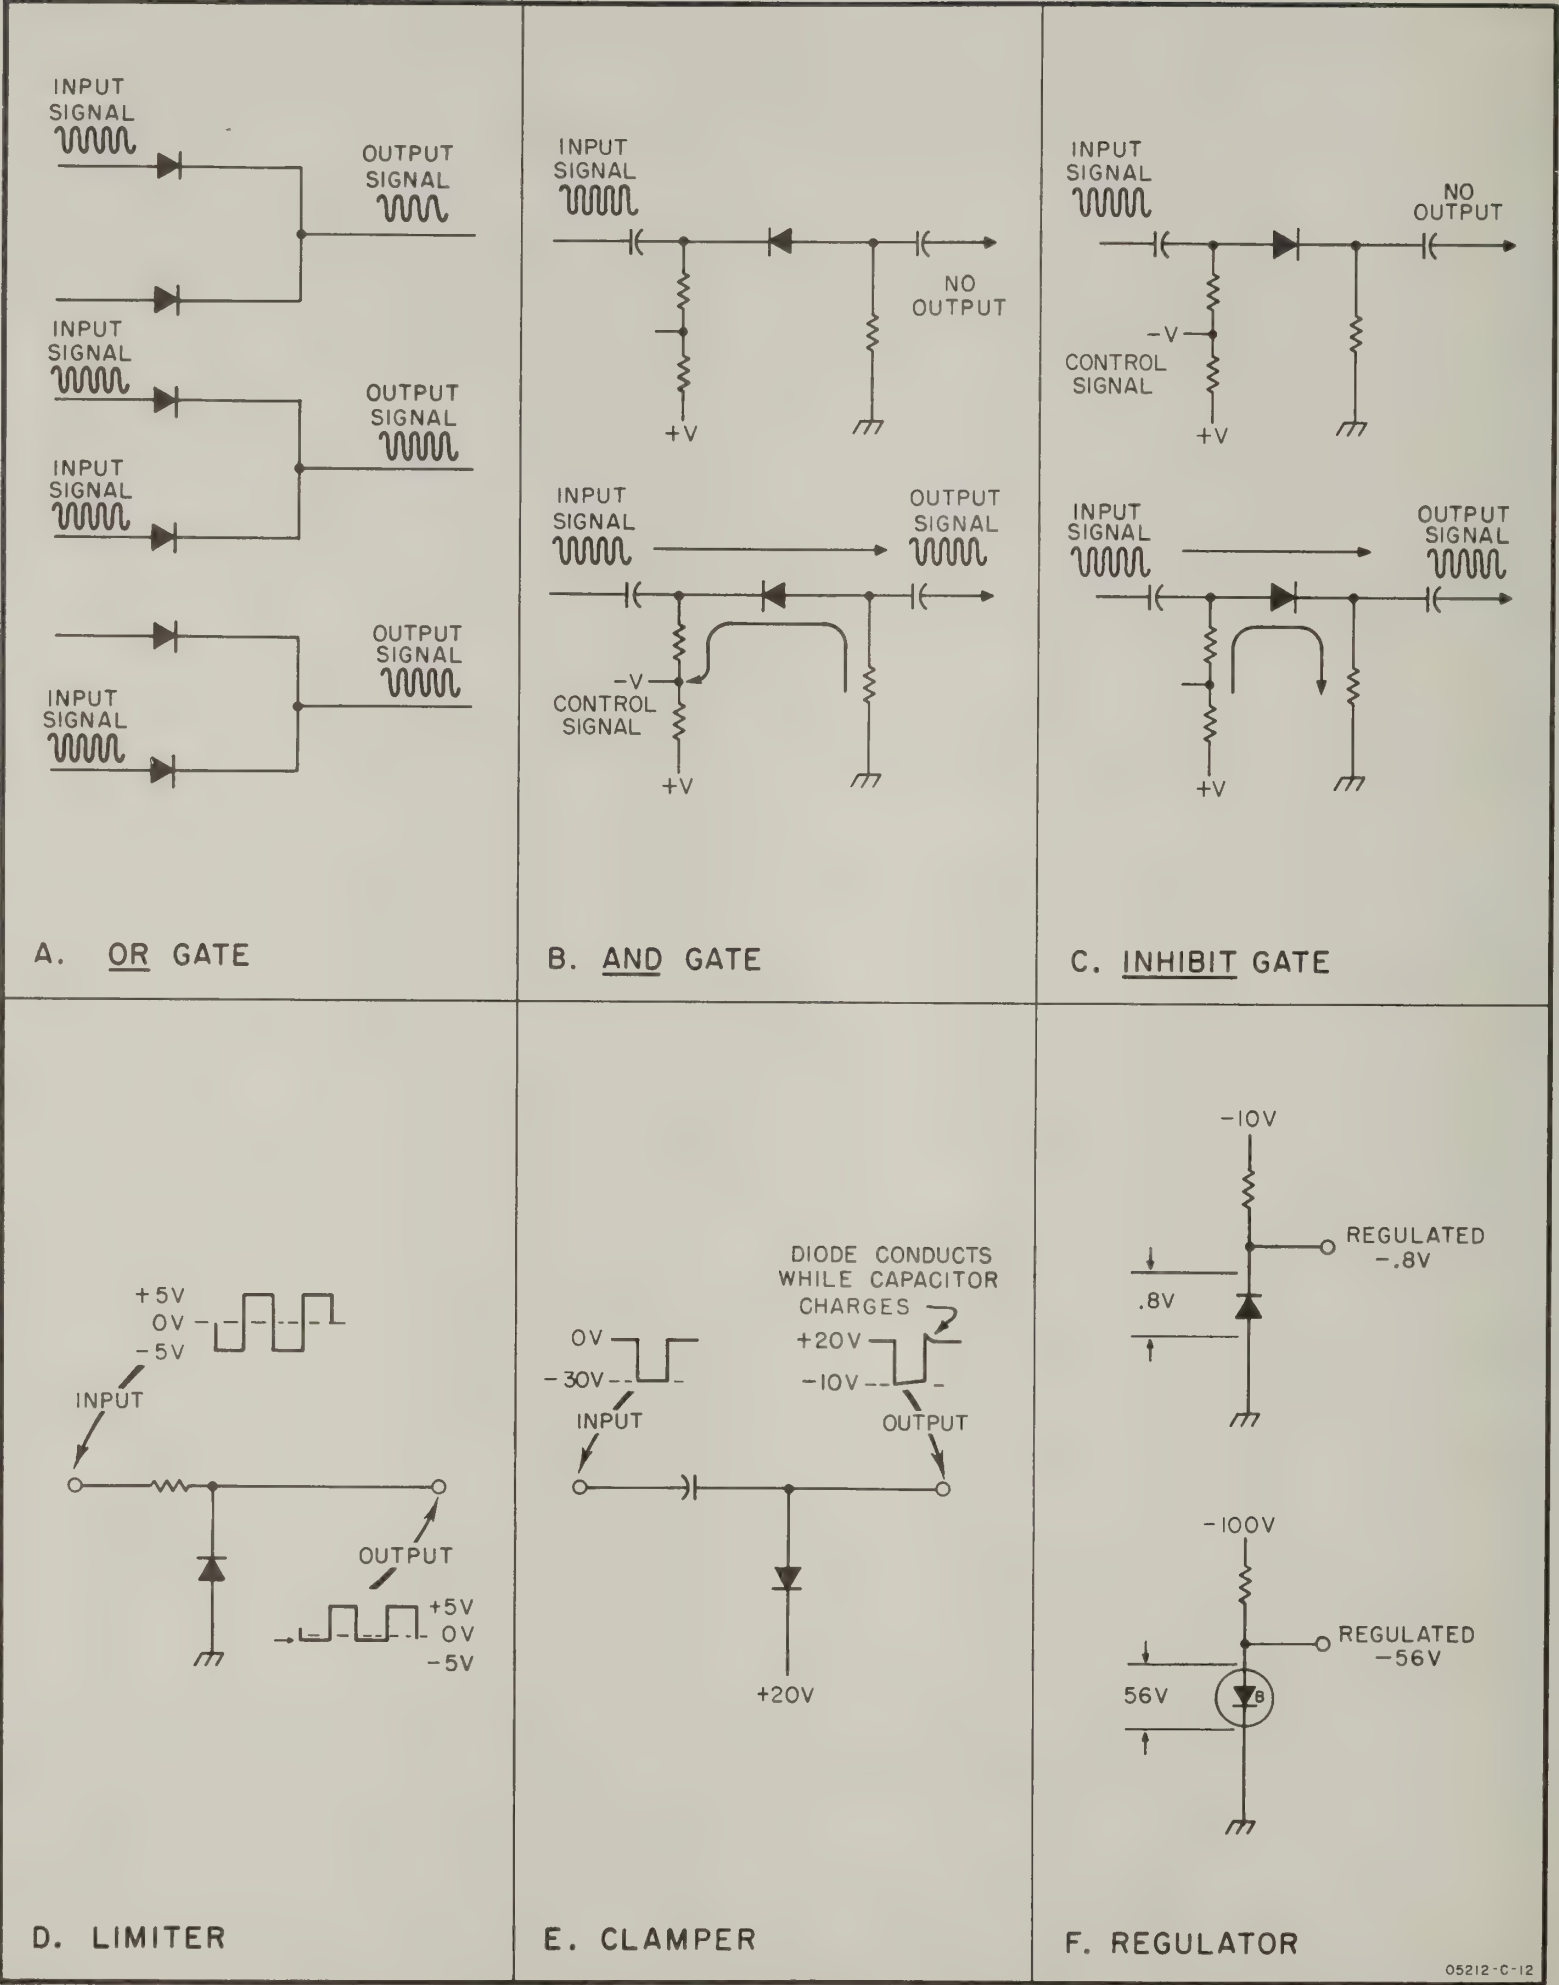 INPUT
SIGNAL
OUTPUT
SIGNAL
INPUT
SIGNAL
OUTPUT
SIGNAL
INPUT
SIGNAL
OUTPUT
SIGNAL
INPUT
SIGNAL
A. OR GATE
INPUT
SIGNAL
NO
OUTPUT
+V
INPUT
SIGNAL
OUTPUT
SIGNAL
-V
CONTROL
SIGNAL
+V
B. AND GATE
INPUT
SIGNAL
NO
OUTPUT
-V
CONTROL
SIGNAL
+V
INPUT
SIGNAL
OUTPUT
SIGNAL
+V
C. INHIBIT GATE
+5V
0V
-5V
INPUT
OUTPUT
+5V
0V
-5V
D. LIMITER
DIODE CONDUCTS
WHILE CAPACITOR
CHARGES
0V
-30V
INPUT
+20V
-10V
OUTPUT
+20V
E. CLAMPER
-10V
REGULATED
-.8V
.8V
-100V
REGULATED
-56V
56V
B
F. REGULATOR
05212-C-12